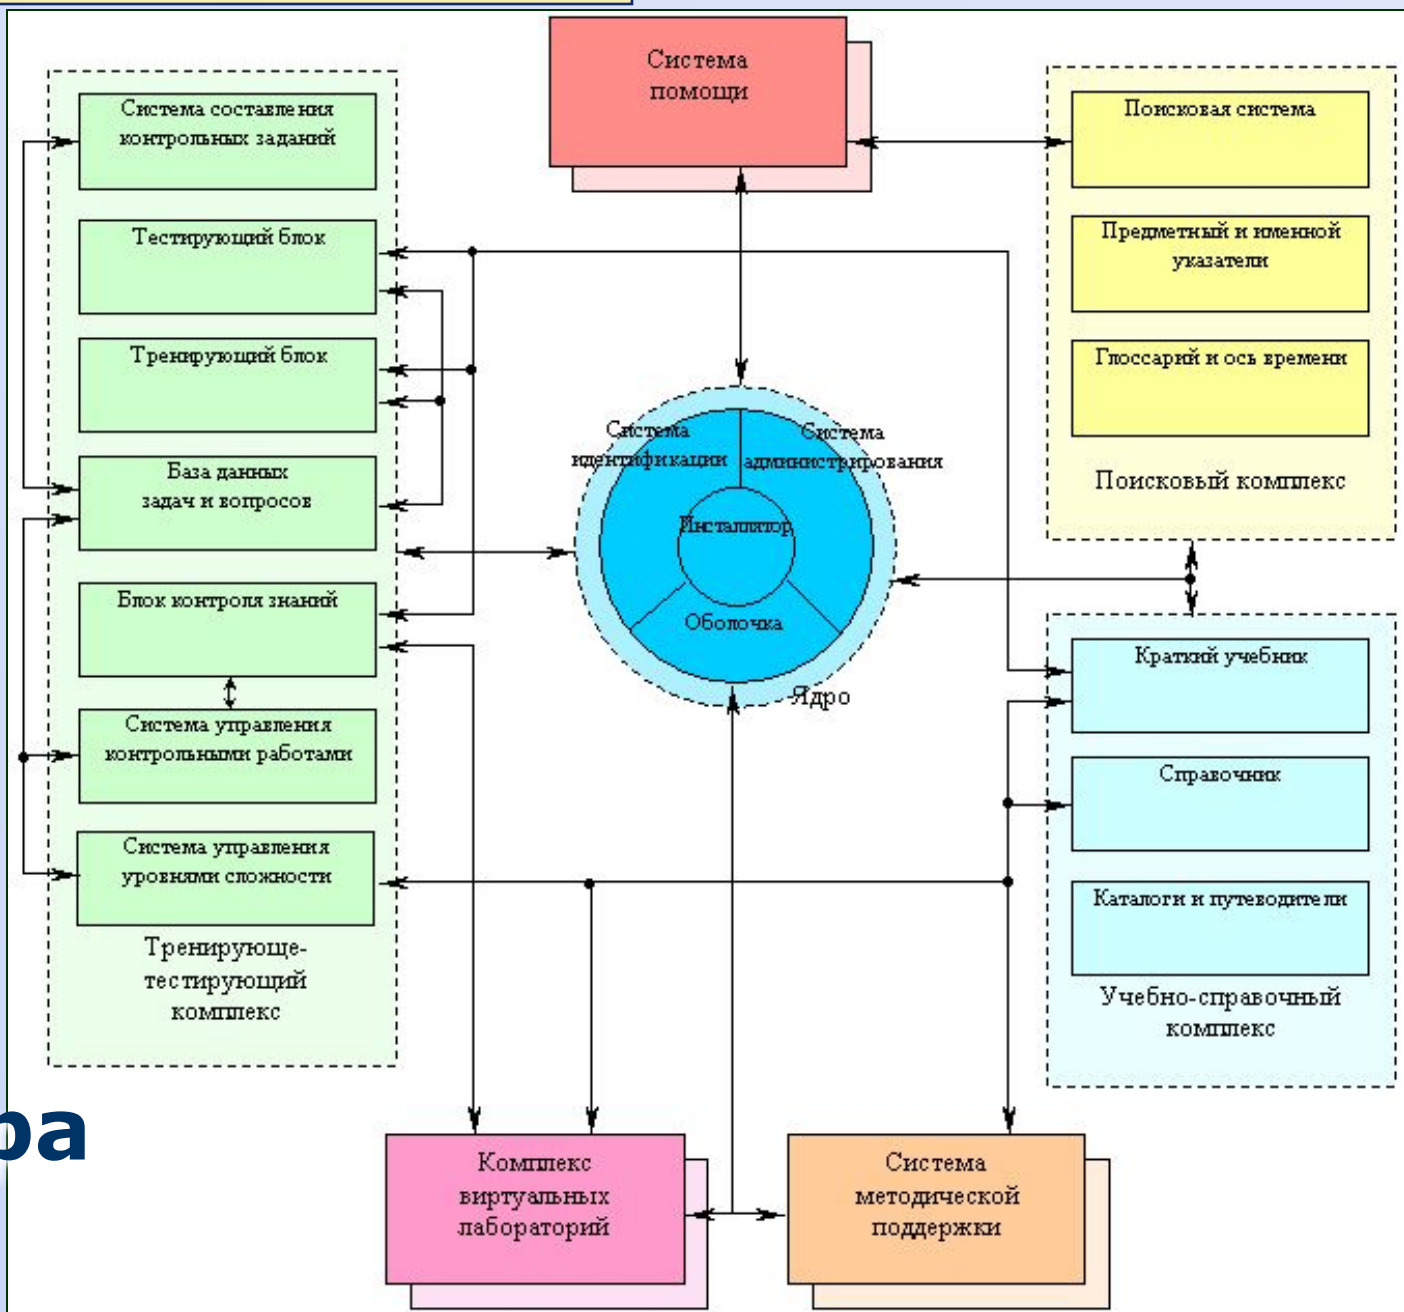 Система
помощи
Система составления
контрольных заданий
Тестирующий блок
Тренирующий блок
База данных
задач и вопросов
Блок контроля знаний
Система управления
контрольными работами
Система управления
уровнями сложности
Тренирующе-
тестирующий
комплекс
Система
идентификации
Система
администрирования
Инсталлятор
Оболочка
Ядро
Поисковая система
Предметный и именной
указатели
Глоссарий и ось времени
Поисковый комплекс
Краткий учебник
Справочник
Каталоги и путеводители
Учебно-справочный
комплекс
ра
Комплекс
виртуальных
лабораторий
Система
методической
поддержки